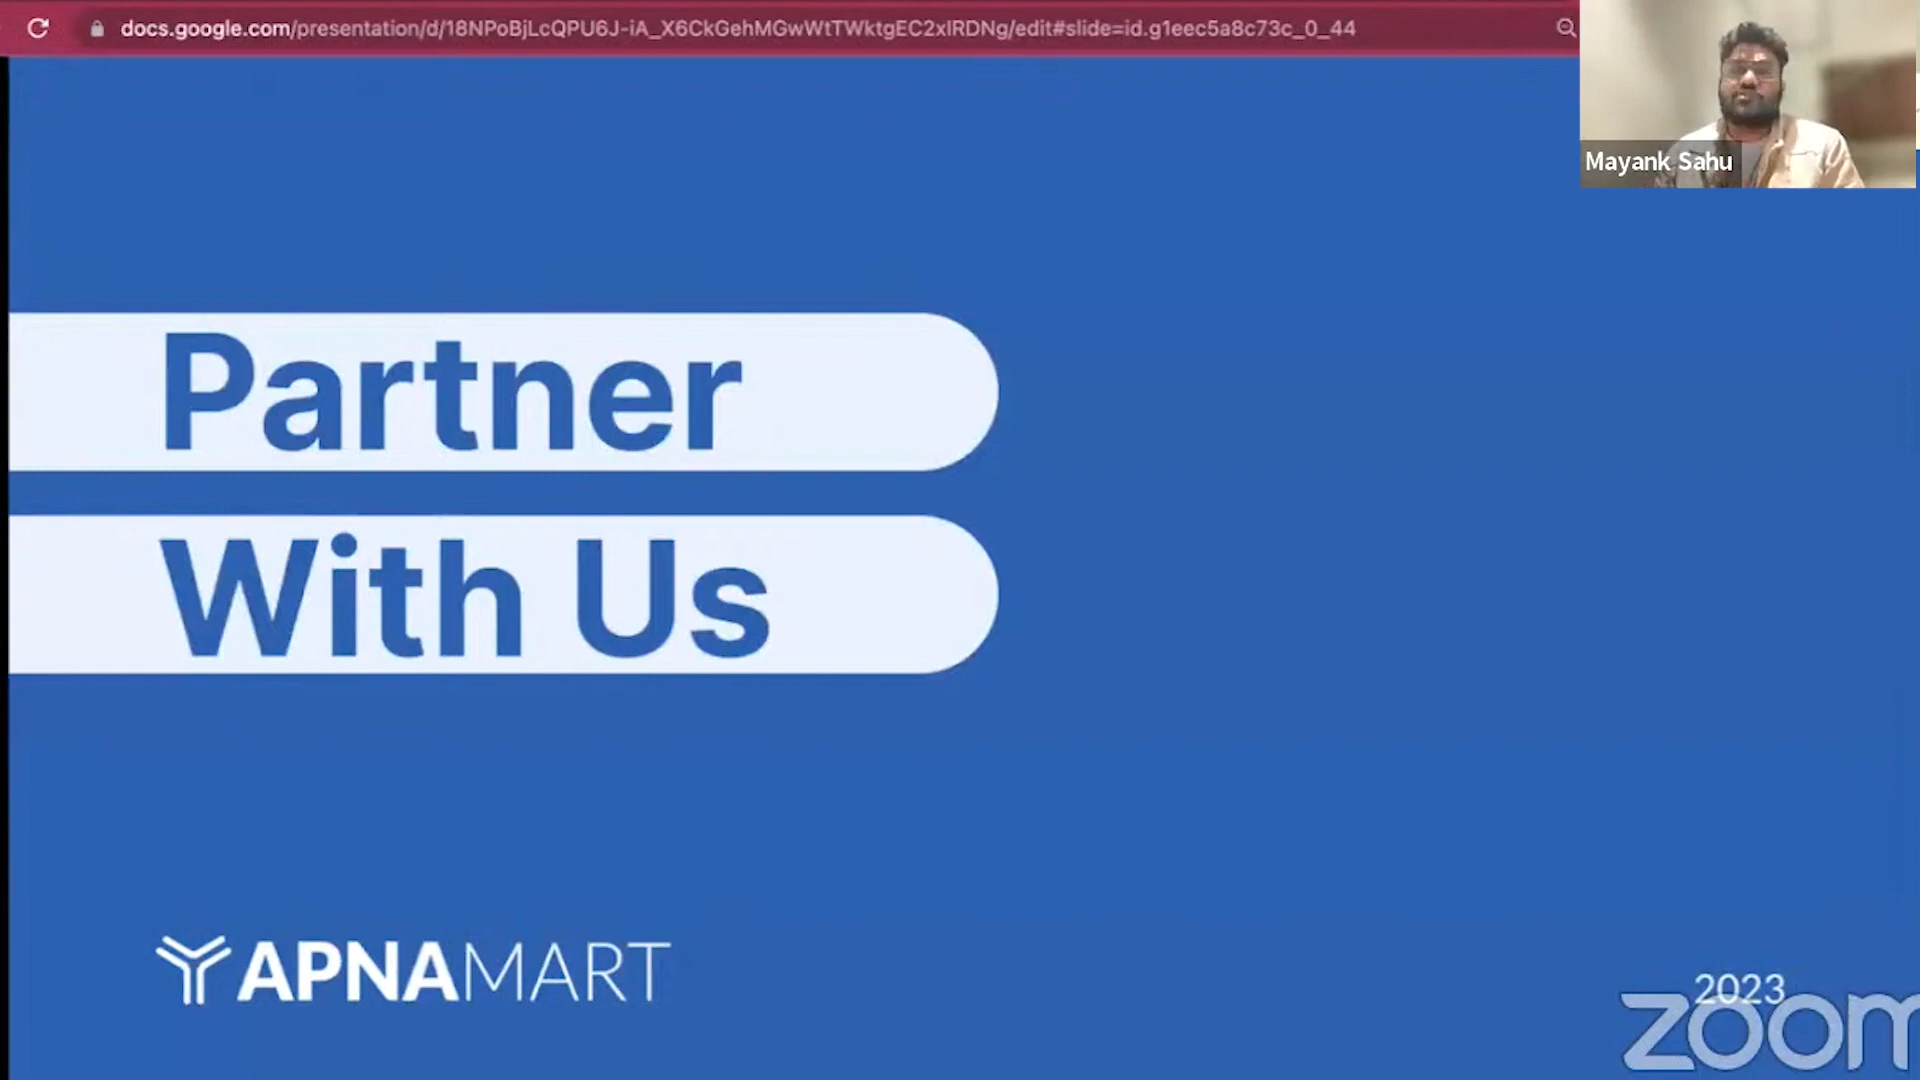 docs.google.com/presentation/d/18NPoBjLcQPU6J-iA_X6CkGehMGwWtTWktgEC2xIRDNg/edit#slide=id.g1eec5a8c73c_0_44
Mayank Sahu
Partner
With Us
APNAMART
2023
zoom